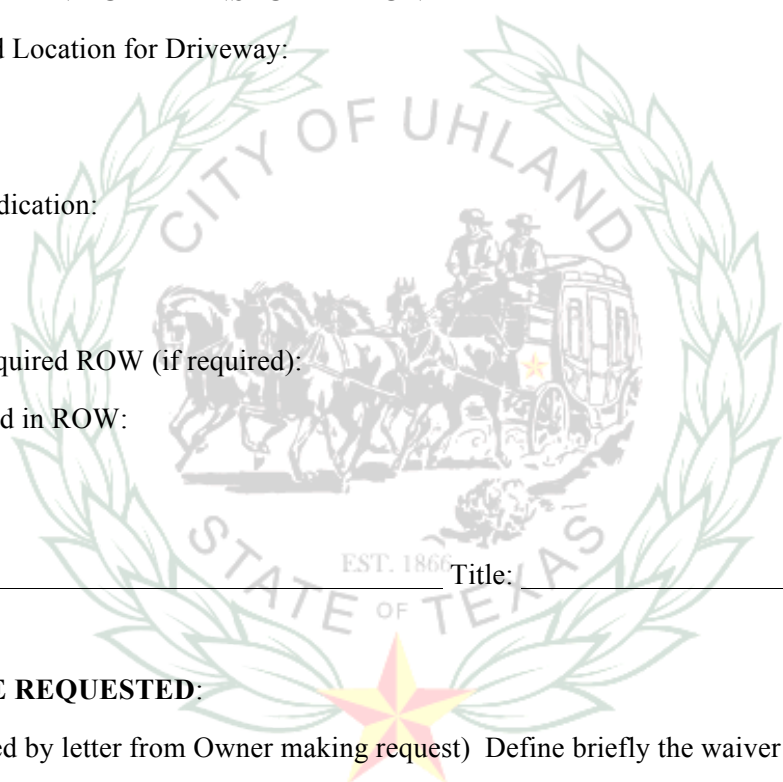 d Location for Driveway:
CITY OF UHLAND
dication:
quired ROW (if required):
d in ROW:
EST. 1866
Title:
STATE OF TEXAS
E REQUESTED:
ed by letter from Owner making request) Define briefly the waiver